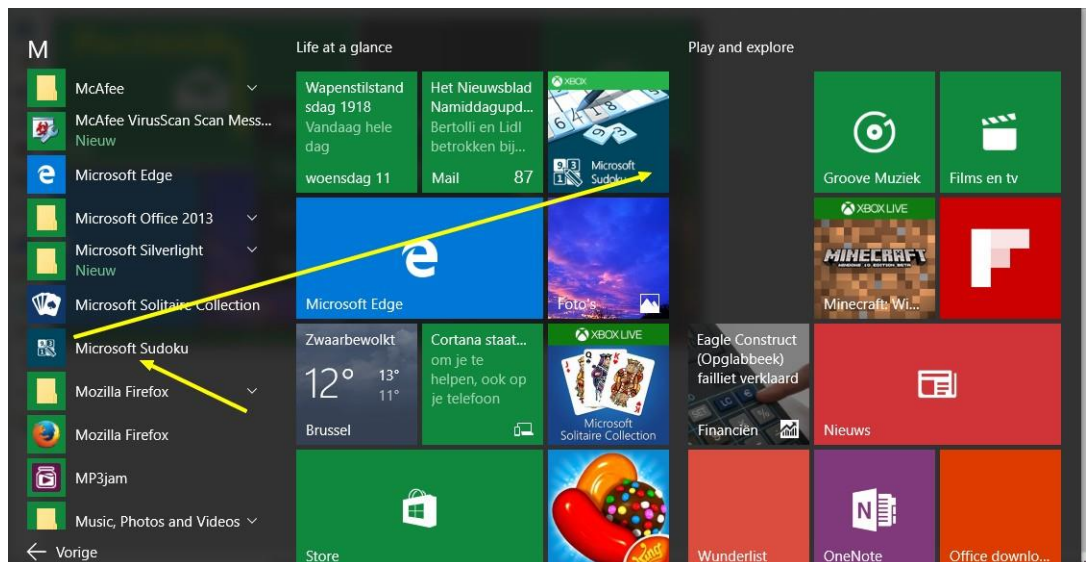 M
McAfee
McAfee VirusScan Scan Mess...
Nieuw
Microsoft Edge
Microsoft Office 2013
Microsoft Silverlight
Nieuw
Microsoft Solitaire Collection
Microsoft Sudoku
Mozilla Firefox
Mozilla Firefox
MP3jam
Music, Photos and Videos
Vorige
Life at a glance
Wapenstilstand
sdag 1918
Vandaag hele
dag
woensdag 11
Het Nieuwsblad
Namiddagupd...
Bertolli en Lidl
betrokken bij...
Mail 87
XBOX
Microsoft
Sudoku
Microsoft Edge
Foto's
Zwaarbewolkt
12° 13°
11°
Brussel
Cortana staat...
om je te
helpen, ook op
je telefoon
XBOX LIVE
Microsoft
Solitaire Collection
Store
King
Play and explore
Groove Muziek
Films en tv
XBOX LIVE
MINECRAFT
WINDOWS 10 EDITION BETA
Minecraft: Wi...
Eagle Construct
(Opglabbeek)
failliet verklaard
Financiën
Nieuws
Wunderlist
OneNote
Office downlo...